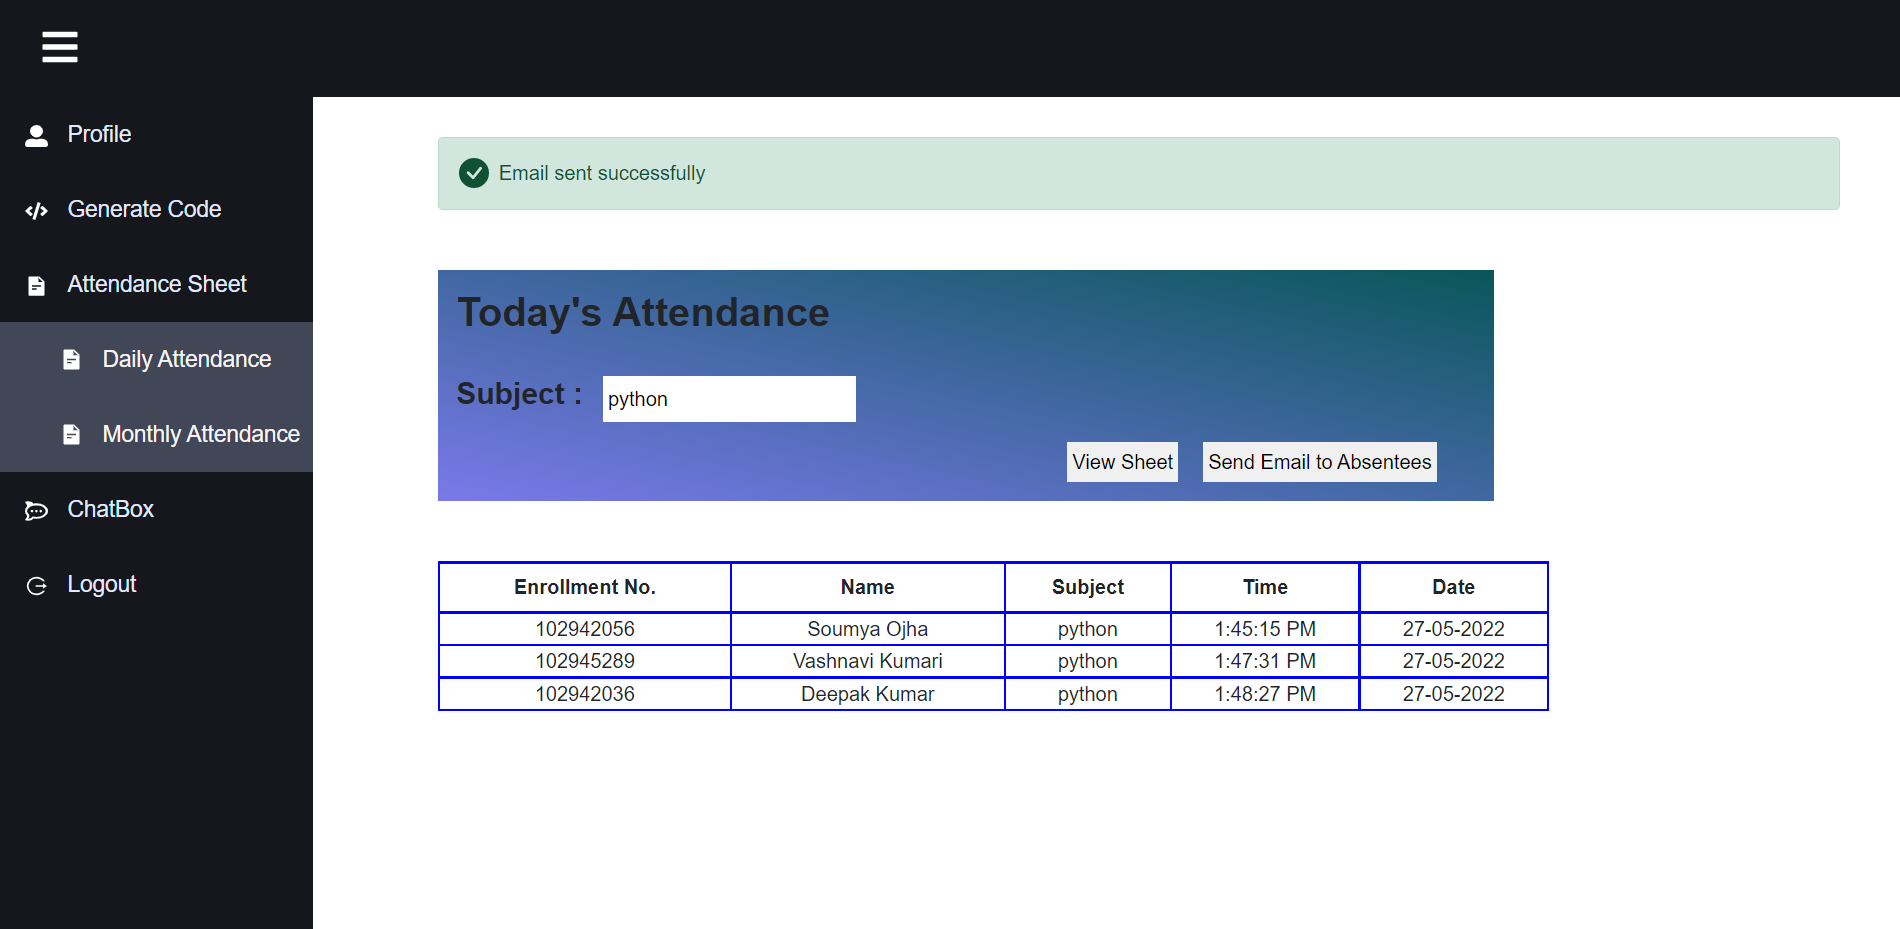 Profile
Generate Code
Attendance Sheet
Daily Attendance
Monthly Attendance
ChatBox
Logout
Email sent successfully
Today's Attendance
Subject : python
View Sheet Send Email to Absentees
Enrollment No. Name Subject Time Date
102942056 Soumya Ojha python 1:45:15 PM 27-05-2022
102945289 Vashnavi Kumari python 1:47:31 PM 27-05-2022
102942036 Deepak Kumar python 1:48:27 PM 27-05-2022